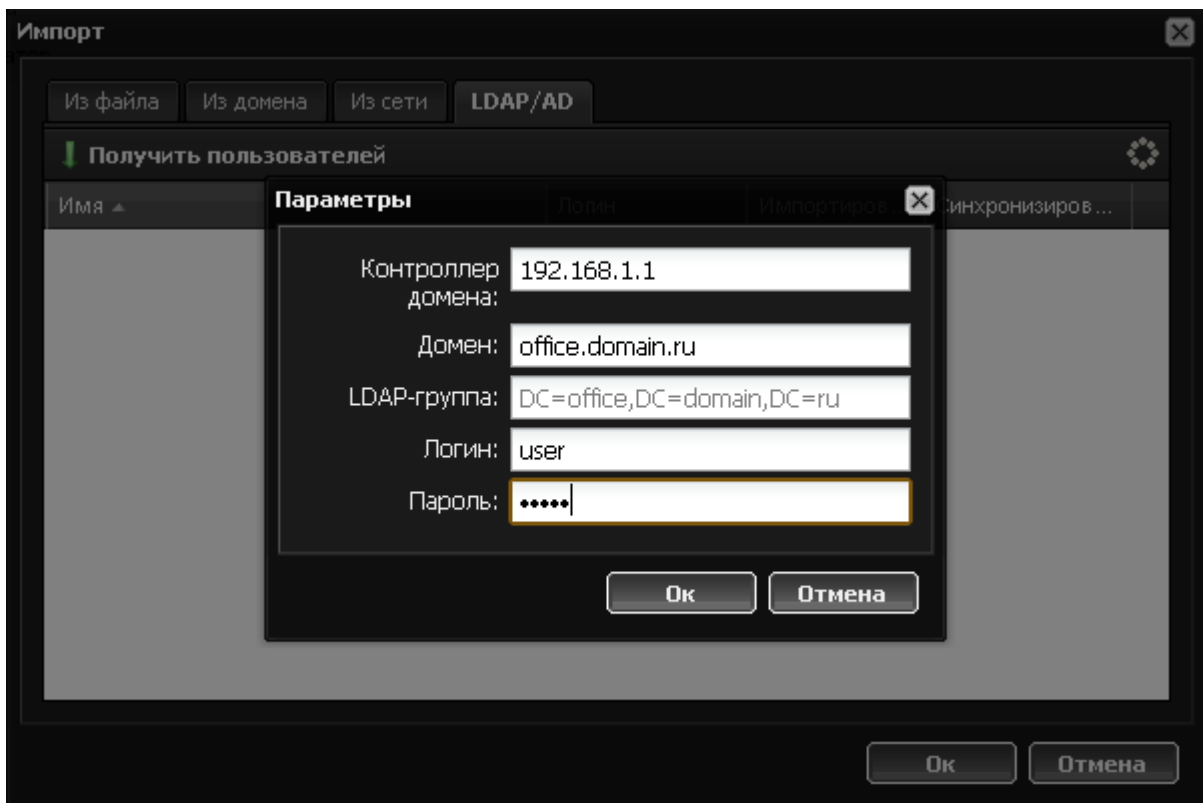 Импорт
Из файла Из домена Из сети LDAP/AD
Получить пользователей
Имя Логин Импортиров Синхронизиров...
Параметры
Контроллер домена: 192.168.1.1
Домен: office.domain.ru
LDAP-группа: DC=office,DC=domain,DC=ru
Логин: user
Пароль: •••••
Ок Отмена
Ок Отмена